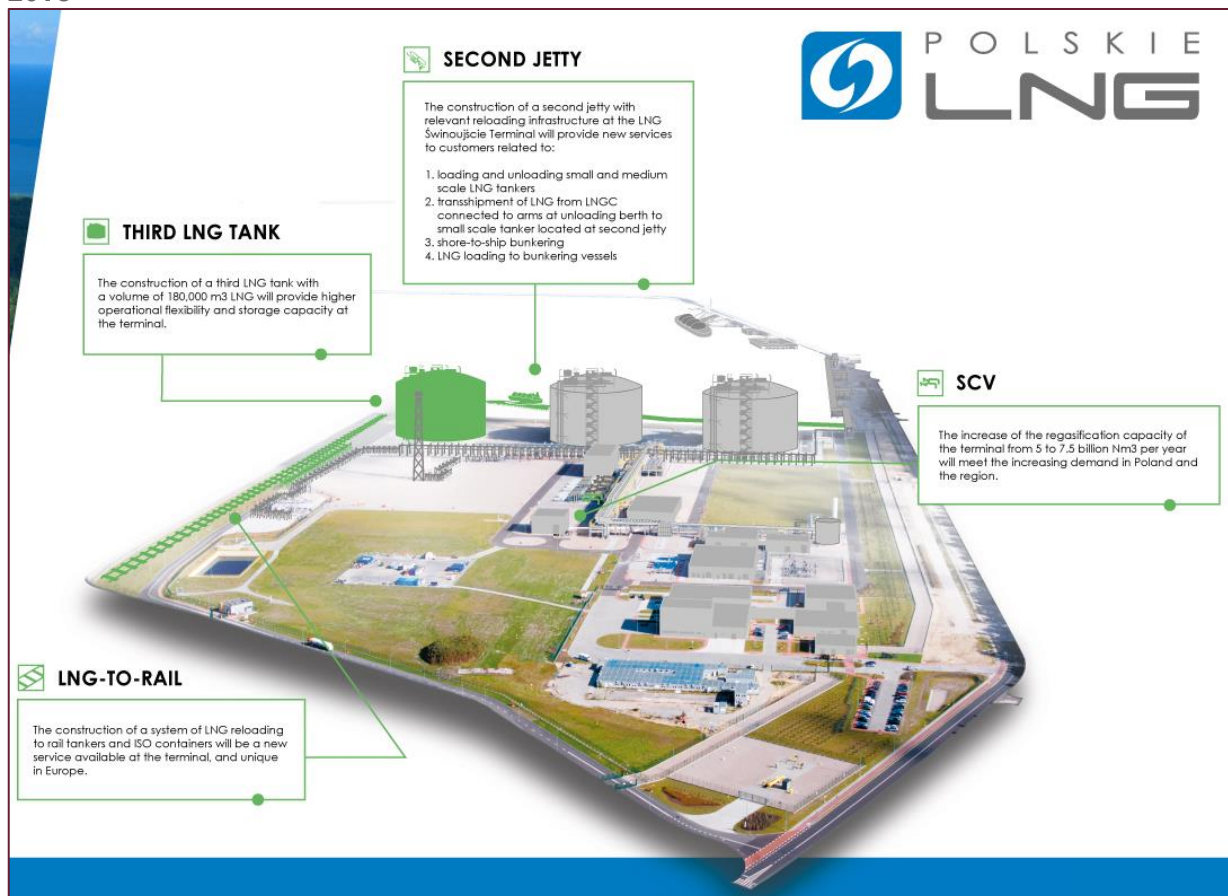 POLSKIE
LNG
SECOND JETTY
The construction of a second jetty with
relevant reloading infrastructure at the LNG
Świnoujście Terminal will provide new services
to customers related to:
1. loading and unloading small and medium
scale LNG tankers
2. transshipment of LNG from LNGC
connected to arms at unloading berth to
small scale tanker located at second jetty
3. shore-to-ship bunkering
4. LNG loading to bunkering vessels
THIRD LNG TANK
The construction of a third LNG tank with
a volume of 180,000 m3 LNG will provide higher
operational flexibility and storage capacity at
the terminal.
SCV
The increase of the regasification capacity of
the terminal from 5 to 7.5 billion Nm3 per year
will meet the increasing demand in Poland and
the region.
LNG-TO-RAIL
The construction of a system of LNG reloading
to rail tankers and ISO containers will be a new
service available at the terminal, and unique
in Europe.